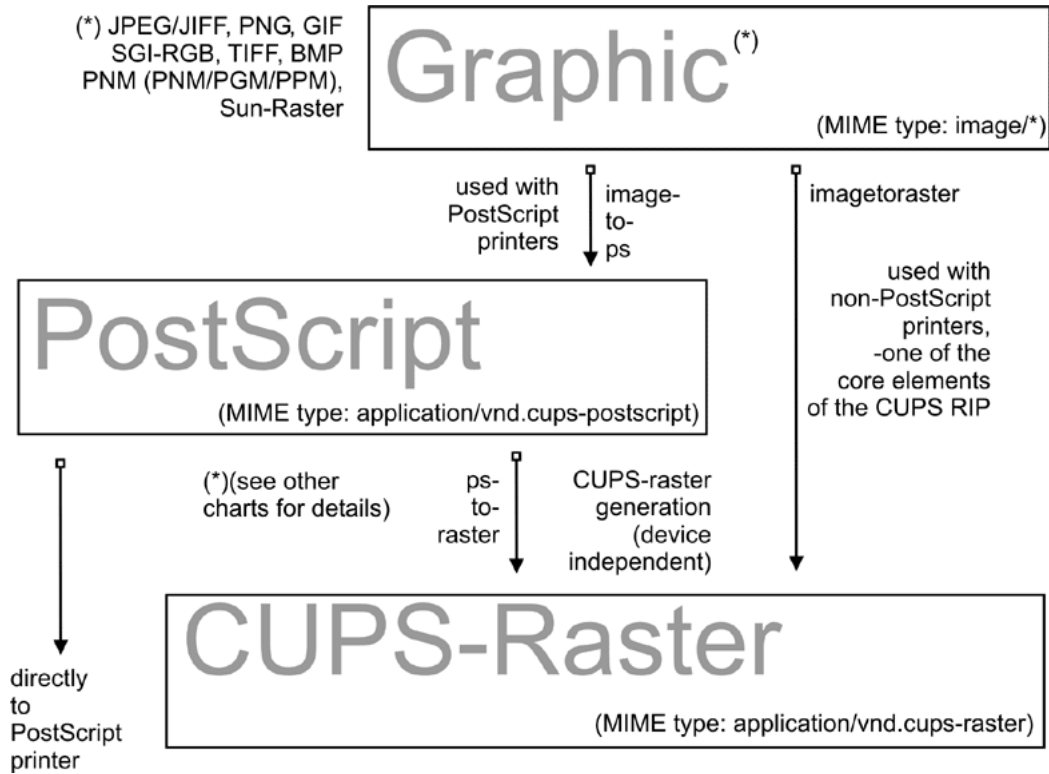 (*) JPEG/JIFF, PNG, GIF
SGI-RGB, TIFF, BMP
PNM (PNM/PGM/PPM),
Sun-Raster
Graphic(*)
(MIME type: image/*)
used with
PostScript
printers
image-
to-
ps
imagetoraster
used with
non-PostScript
printers,
-one of the
core elements
of the CUPS RIP
PostScript
(MIME type: application/vnd.cups-postscript)
(*)(see other
charts for details)
ps-
to-
raster
CUPS-raster
generation
(device
independent)
CUPS-Raster
(MIME type: application/vnd.cups-raster)
directly
to
PostScript
printer